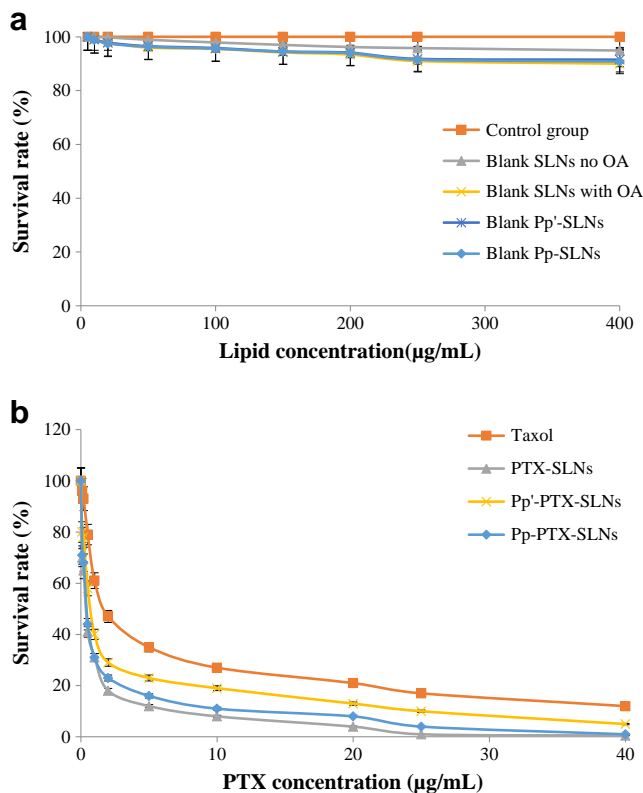 a
100
80
60
40
20
0
Survival rate (%)
Control group
Blank SLNs no OA
Blank SLNs with OA
Blank Pp'-SLNs
Blank Pp-SLNs
0 100 200 300 400
Lipid concentration(µg/mL)
b
120
100
80
60
40
20
0
Survival rate (%)
Taxol
PTX-SLNs
Pp'-PTX-SLNs
Pp-PTX-SLNs
0 10 20 30 40
PTX concentration (µg/mL)